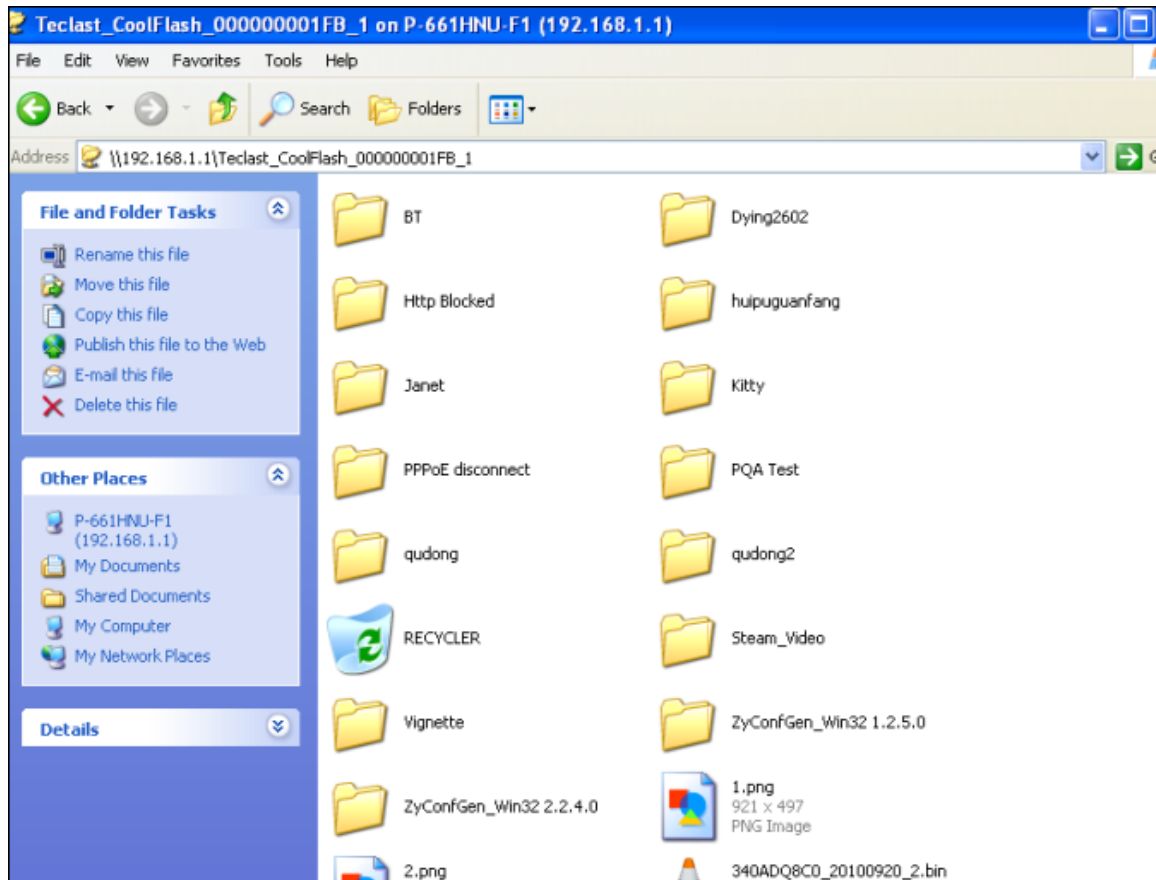 Teclast_CoolFlash_000000001FB_1 on P-661HNU-F1 (192.168.1.1)
File Edit View Favorites Tools Help
Back Search Folders
Address \\192.168.1.1\Teclast_CoolFlash_000000001FB_1
File and Folder Tasks
Rename this file
Move this file
Copy this file
Publish this file to the Web
E-mail this file
Delete this file
Other Places
P-661HNU-F1
(192.168.1.1)
My Documents
Shared Documents
My Computer
My Network Places
Details
BT
Dying2602
Http Blocked
huipuguanfang
Janet
Kitty
PPPoE disconnect
PQA Test
qudong
qudong2
RECYCLER
Steam_Video
Vignette
ZyConfGen_Win32 1.2.5.0
ZyConfGen_Win32 2.2.4.0
1.png
921 x 497
PNG Image
2.png
340ADQ8C0_20100920_2.bin